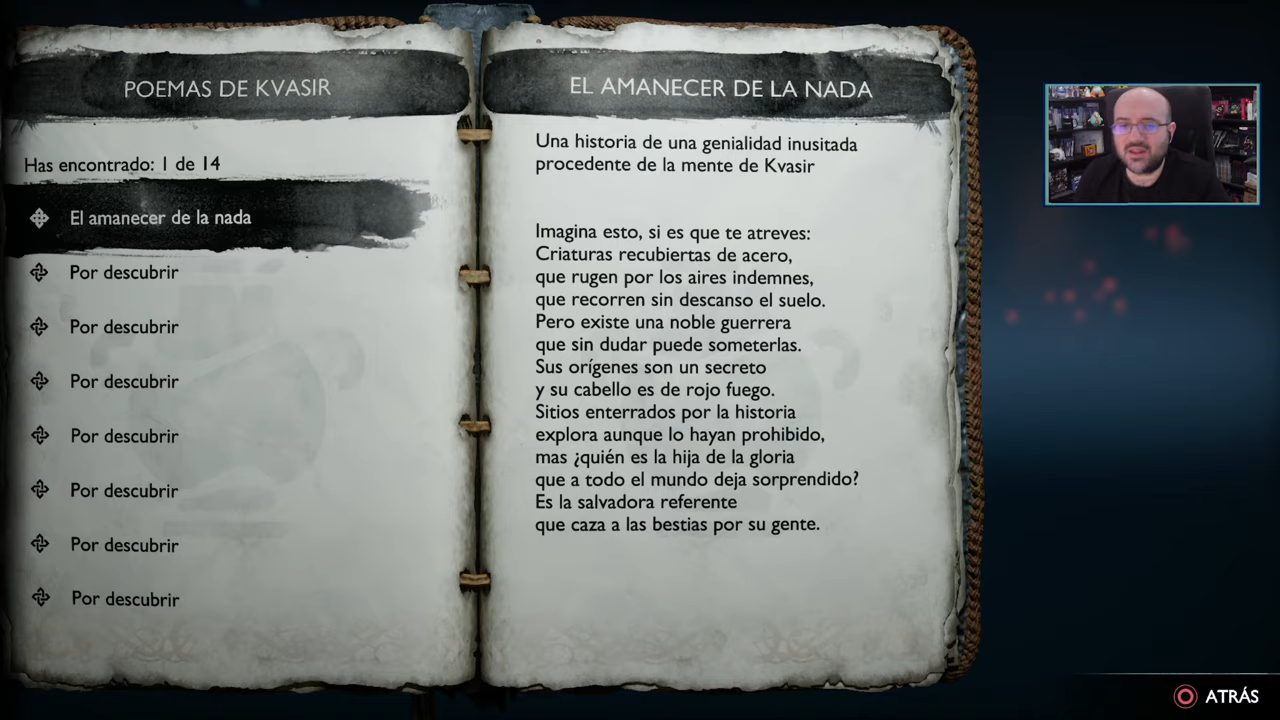 POEMAS DE KVASIR
Has encontrado: 1 de 14
El amanecer de la nada
Por descubrir
Por descubrir
Por descubrir
Por descubrir
Por descubrir
Por descubrir
Por descubrir
EL AMANECER DE LA NADA
Una historia de una genialidad inusitada
procedente de la mente de Kvasir
Imagina esto, si es que te atreves:
Criaturas recubiertas de acero,
que rugen por los aires indemnes,
que recorren sin descanso el suelo.
Pero existe una noble guerrera
que sin dudar puede someterlas.
Sus orígenes son un secreto
y su cabello es de rojo fuego.
Sitios enterrados por la historia
explora aunque lo hayan prohibido,
mas ¿quién es la hija de la gloria
que a todo el mundo deja sorprendido?
Es la salvadora referente
que caza a las bestias por su gente.
ATRÁS